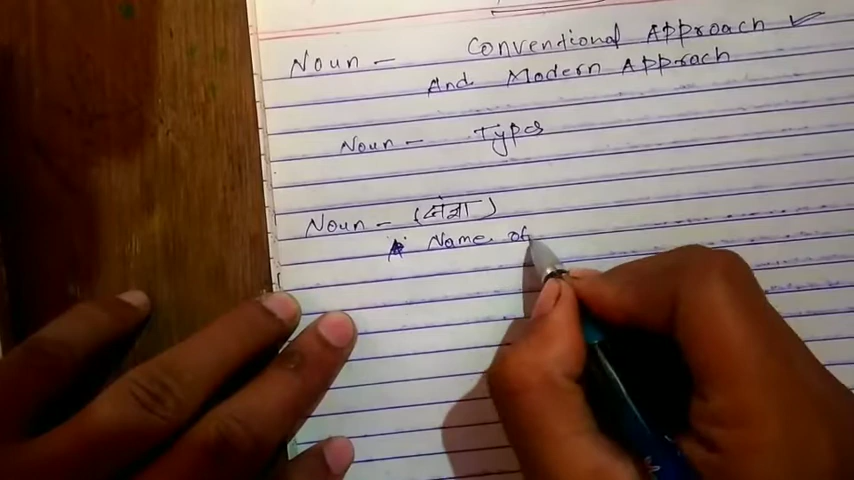 Noun - Conventional Approach ✓
And Modern Approach
Noun - Types
Noun - (संज्ञा)
Name of